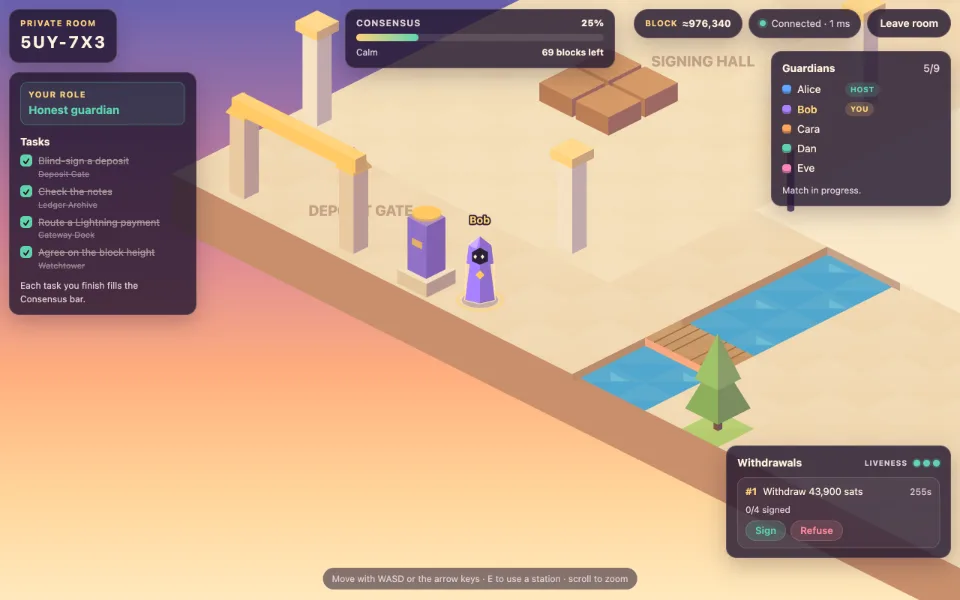 PRIVATE ROOM
5UY-7X3
CONSENSUS 25%
Calm 69 blocks left
BLOCK ≈976,340
Connected · 1 ms
Leave room
YOUR ROLE
Honest guardian
Tasks
Blind-sign a deposit
Deposit Gate
Check the notes
Ledger Archive
Route a Lightning payment
Gateway Dock
Agree on the block height
Watchtower
Each task you finish fills the
Consensus bar.
SIGNING HALL
DEPOSIT GATE
Bob
Guardians 5/9
Alice HOST
Bob YOU
Cara
Dan
Eve
Match in progress.
Withdrawals LIVENESS
#1 Withdraw 43,900 sats 255s
0/4 signed
Sign Refuse
Move with WASD or the arrow keys · E to use a station · scroll to zoom